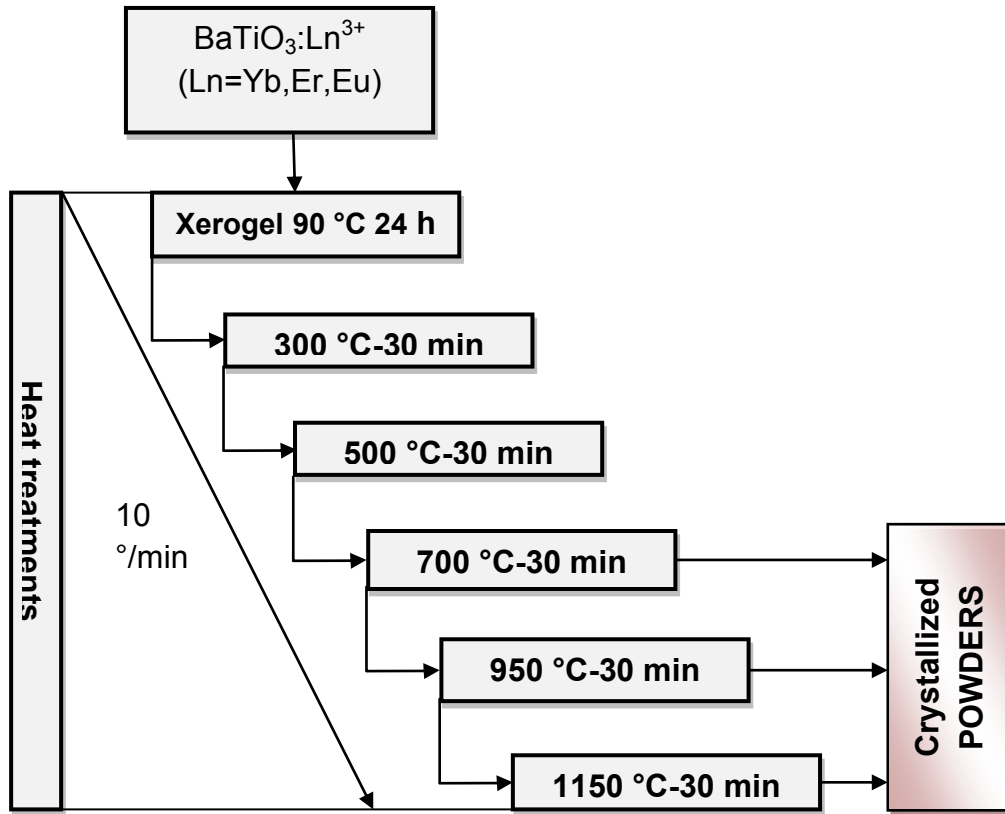 BaTiO₃:Ln³⁺
(Ln=Yb,Er,Eu)
Xerogel 90 °C 24 h
300 °C-30 min
500 °C-30 min
Heat treatments
10
°/min
700 °C-30 min
950 °C-30 min
1150 °C-30 min
Crystallized
POWDERS